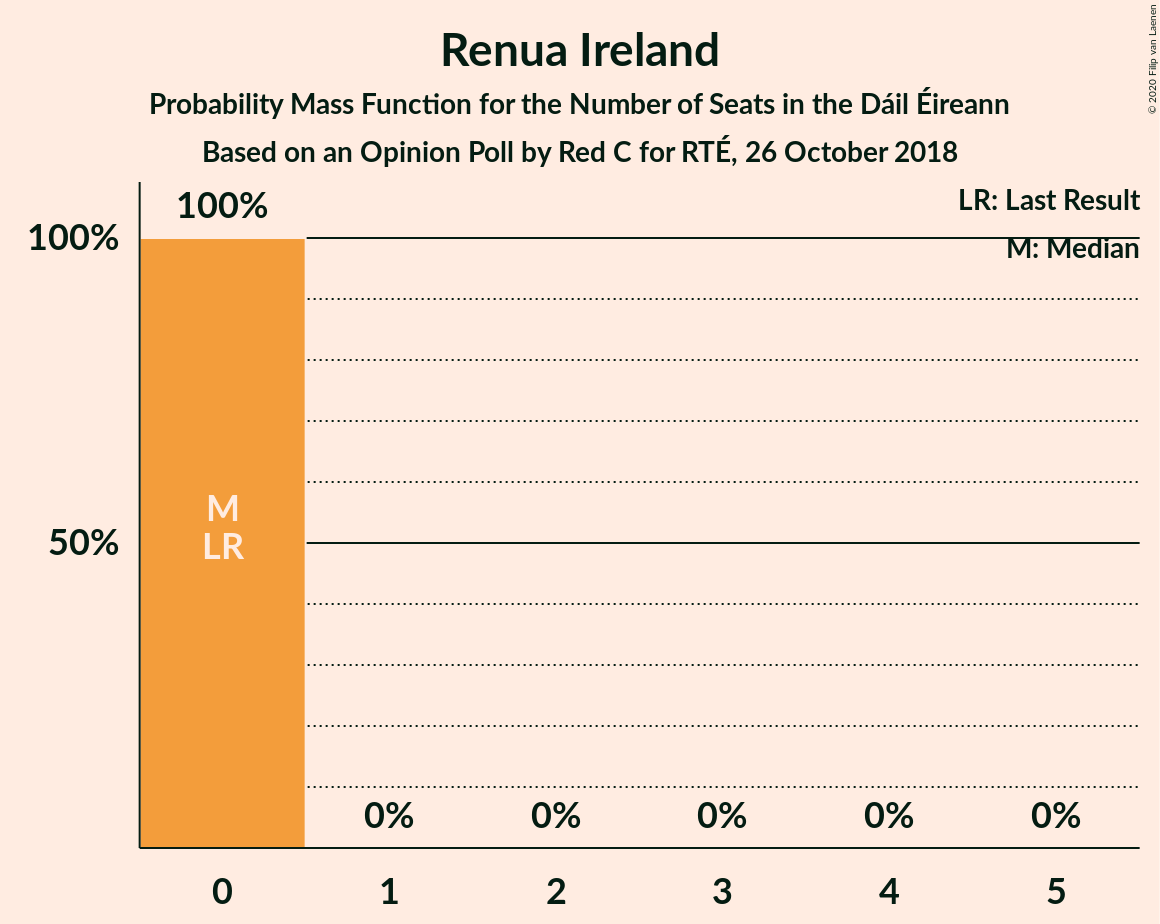 Renua Ireland
Probability Mass Function for the Number of Seats in the Dáil Éireann
Based on an Opinion Poll by Red C for RTÉ, 26 October 2018
© 2020 Filip van Laenen
LR: Last Result
M: Median
100%
100%
50%
M
LR
0% 0% 0% 0% 0%
0 1 2 3 4 5